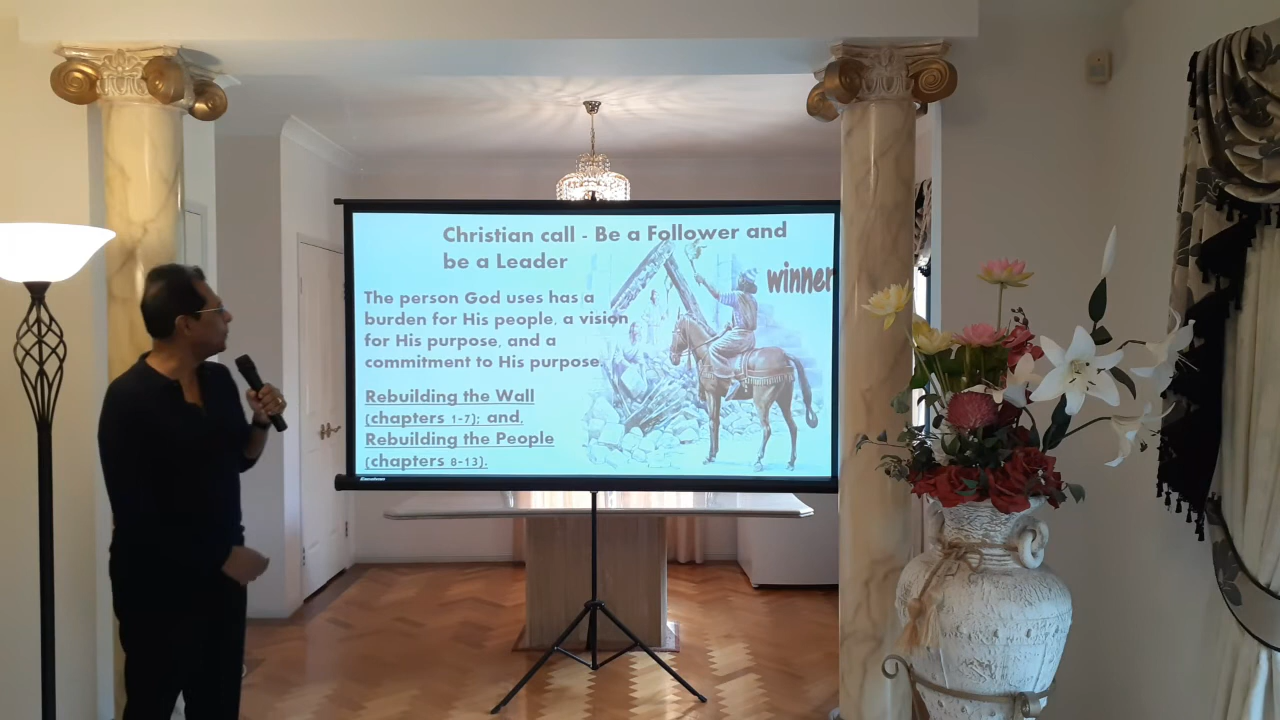 Christian call - Be a Follower and
be a Leader
winner
The person God uses has a
burden for His people, a vision
for His purpose, and a
commitment to His purpose.
Rebuilding the Wall
(chapters 1-7); and,
Rebuilding the People
(chapters 8-13).